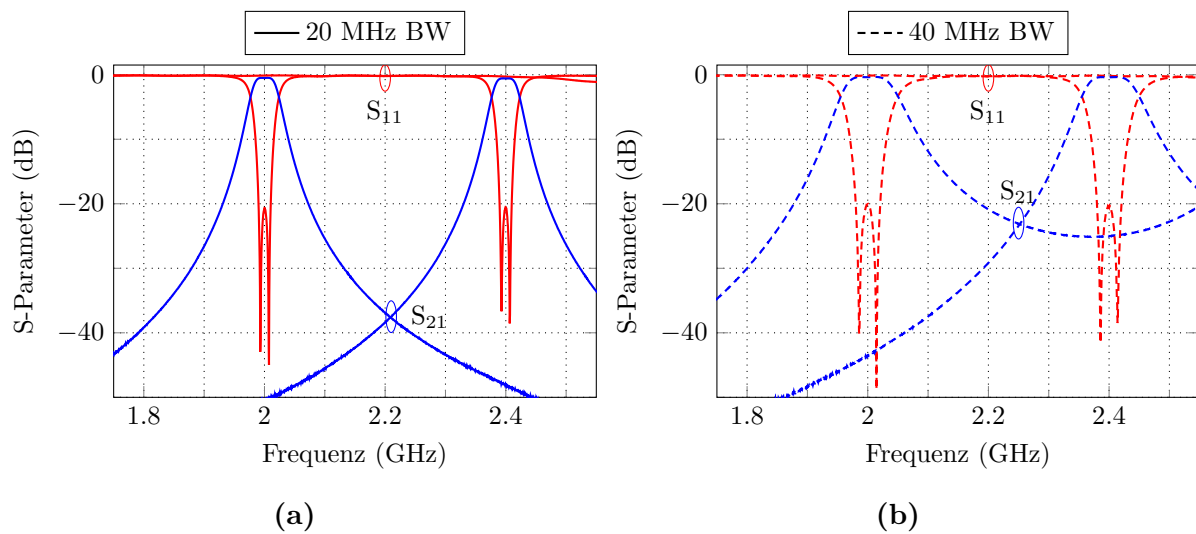 20 MHz BW
40 MHz BW
0
−20
−40
S-Parameter (dB)
S11
S21
1.8
2
2.2
2.4
Frequenz (GHz)
(a)
0
−20
−40
S-Parameter (dB)
S11
S21
1.8
2
2.2
2.4
Frequenz (GHz)
(b)